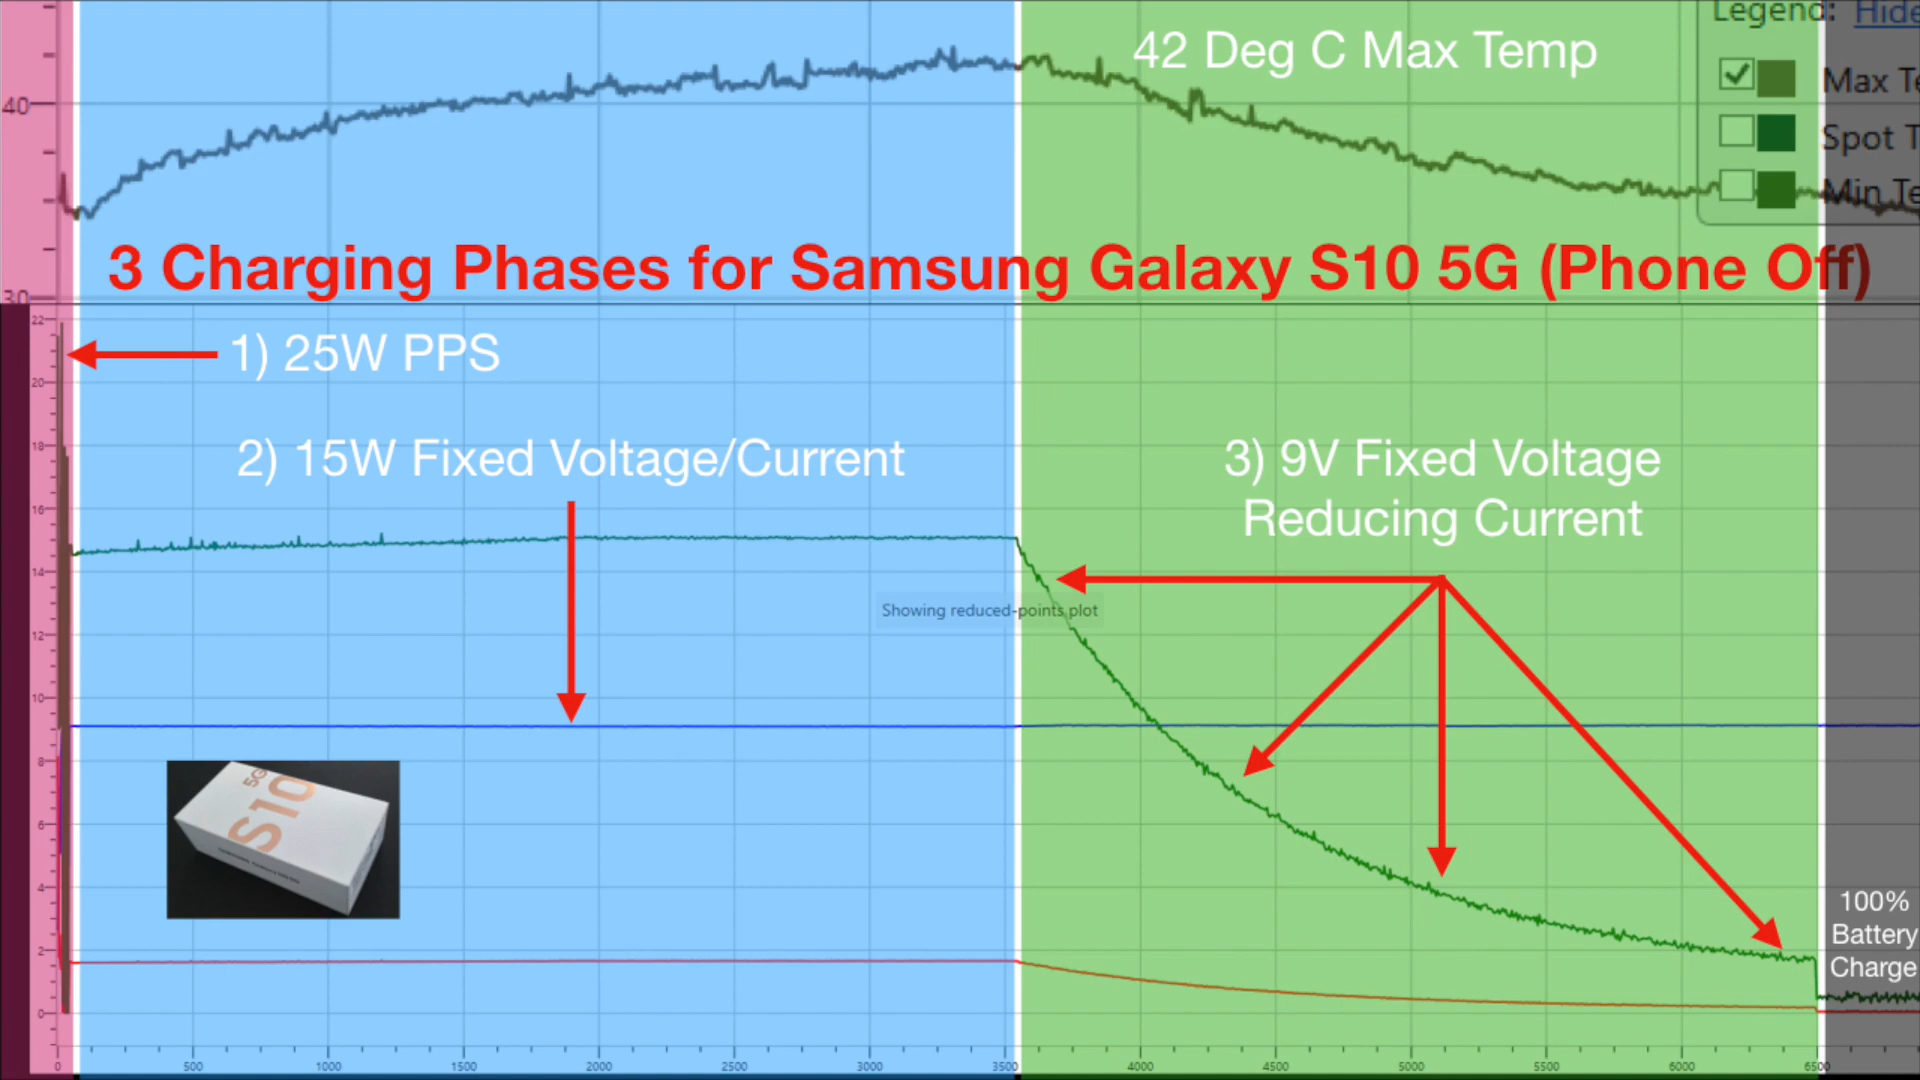 Legend: Hide
42 Deg C Max Temp
Max Te
40
Spot T
Min Te
3 Charging Phases for Samsung Galaxy S10 5G (Phone Off)
30
22
1) 25W PPS
20
18
2) 15W Fixed Voltage/Current
3) 9V Fixed Voltage
Reducing Current
16
14
Showing reduced-points plot
12
10
8
5G
S10
6
4
100%
Battery
Charge
2
0
0 500 1000 1500 2000 2500 3000 3500 4000 4500 5000 5500 6000 6500